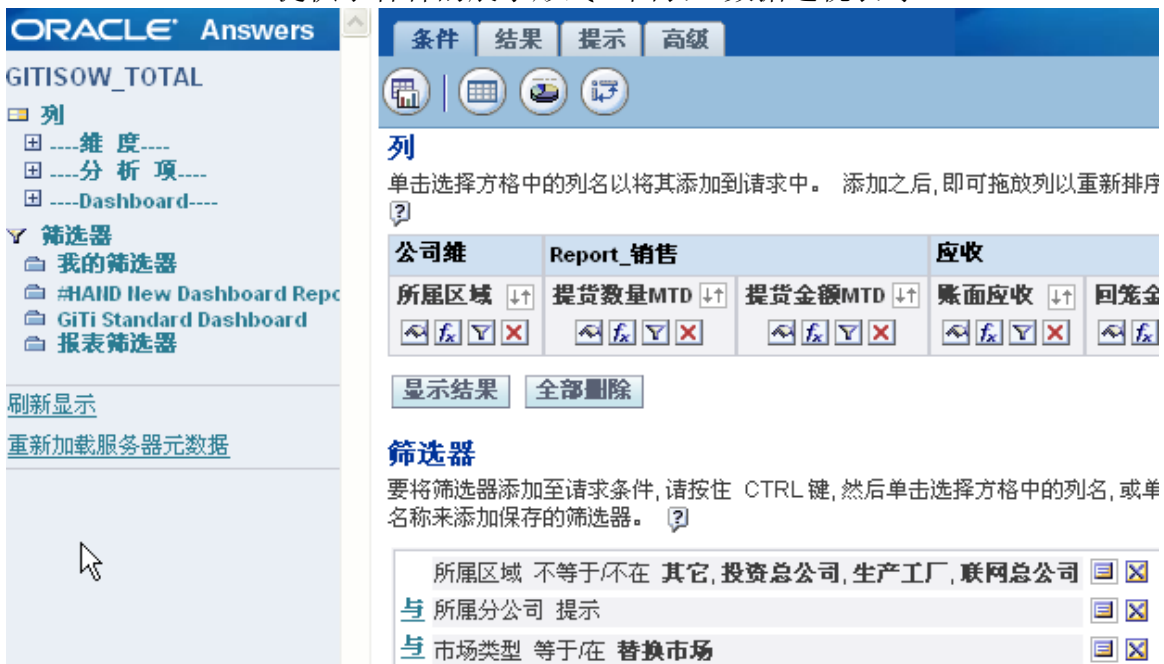 ORACLE Answers
GITISOW_TOTAL
列
----维 度----
----分 析 项----
----Dashboard----
筛选器
我的筛选器
#HAND New Dashboard Repo
GiTi Standard Dashboard
报表筛选器
刷新显示
重新加载服务器元数据
条件 结果 提示 高级
列
单击选择方格中的列名以将其添加到请求中。 添加之后,即可拖放列以重新排序
公司维 Report_销售 应收
所属区域 提货数量MTD 提货金额MTD 账面应收 回笼金
显示结果 全部删除
筛选器
要将筛选器添加至请求条件,请按住 CTRL 键,然后单击选择方格中的列名,或单
名称来添加保存的筛选器。
所属区域 不等于/不在 其它,投资总公司,生产工厂,联网总公司
与 所属分公司 提示
与 市场类型 等于/在 替换市场